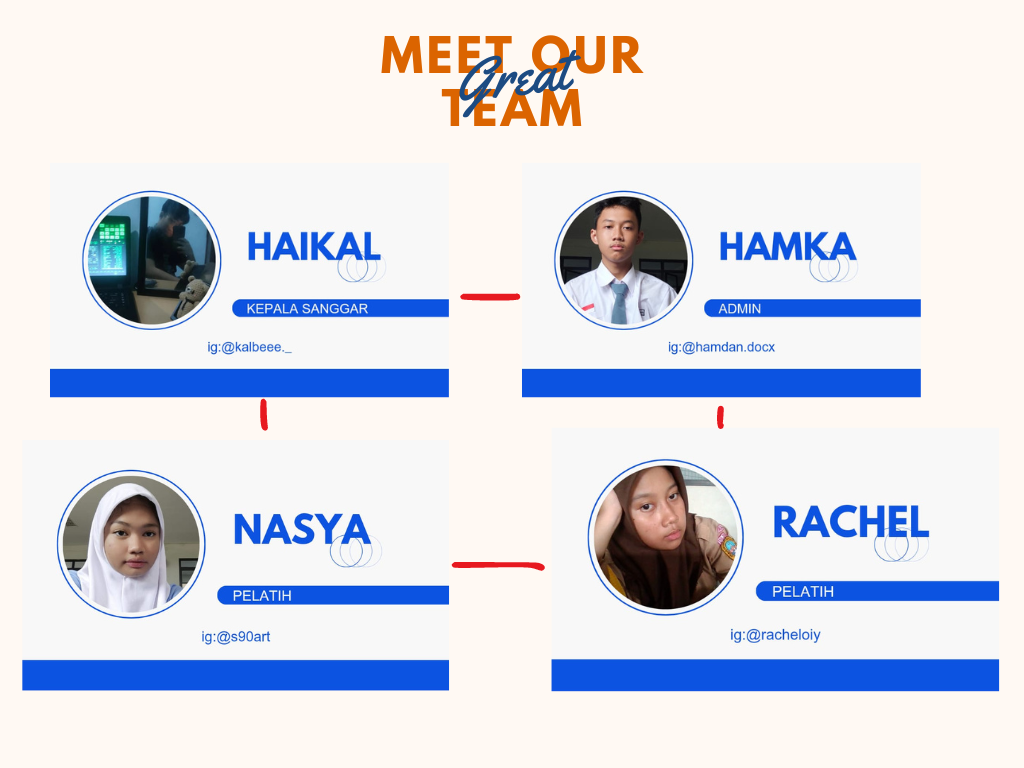 MEET OUR
Great
TEAM
HAIKAL
KEPALA SANGGAR
ig:@kalbeee._
HAMKA
ADMIN
ig:@hamdan.docx
NASYA
PELATIH
ig:@s90art
RACHEL
PELATIH
ig:@racheloiy